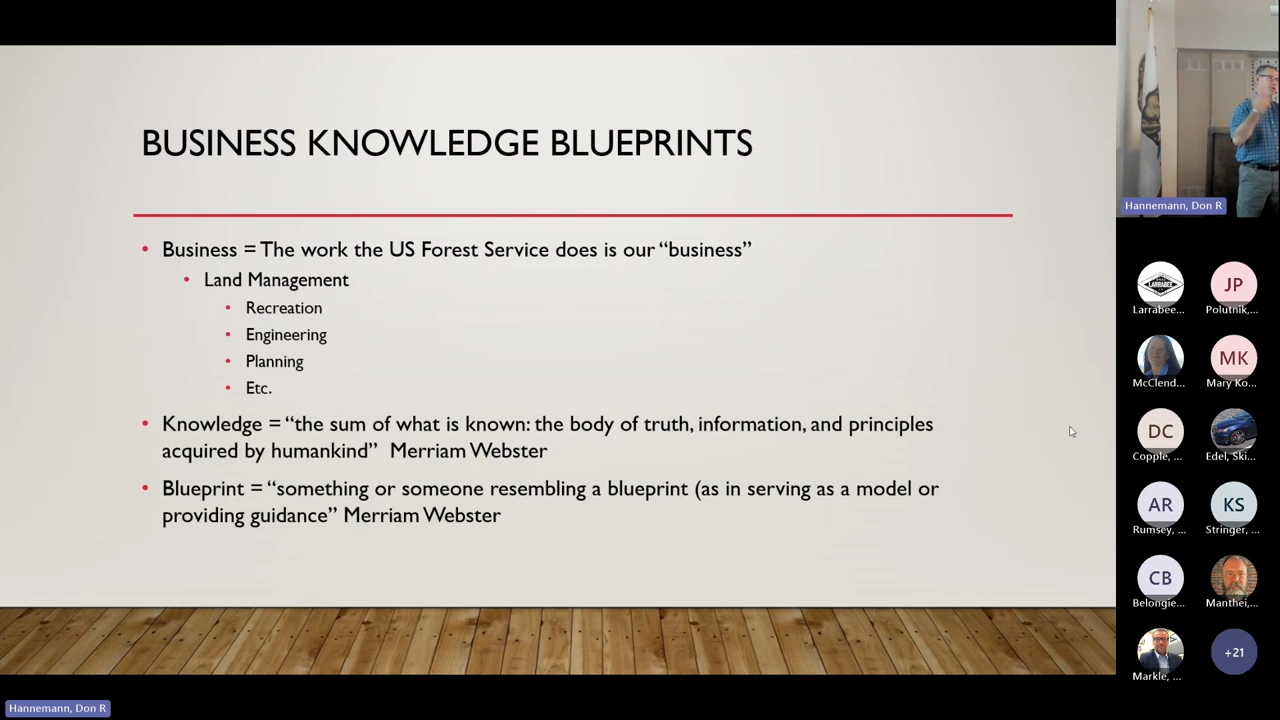 BUSINESS KNOWLEDGE BLUEPRINTS
• Business = The work the US Forest Service does is our “business”
• Land Management
• Recreation
• Engineering
• Planning
• Etc.
• Knowledge = “the sum of what is known: the body of truth, information, and principles
acquired by humankind”  Merriam Webster
• Blueprint = “something or someone resembling a blueprint (as in serving as a model or
providing guidance” Merriam Webster
Hannemann, Don R
Hannemann, Don R
LARRABEE
Larrabee...
JP
Polutnik,...
McClend...
MK
Mary Ko...
DC
Copple, ...
Edel, Ski...
AR
Rumsey, ...
KS
Stringer, ...
CB
Belongie...
Manthei,...
Markle, ...
+21